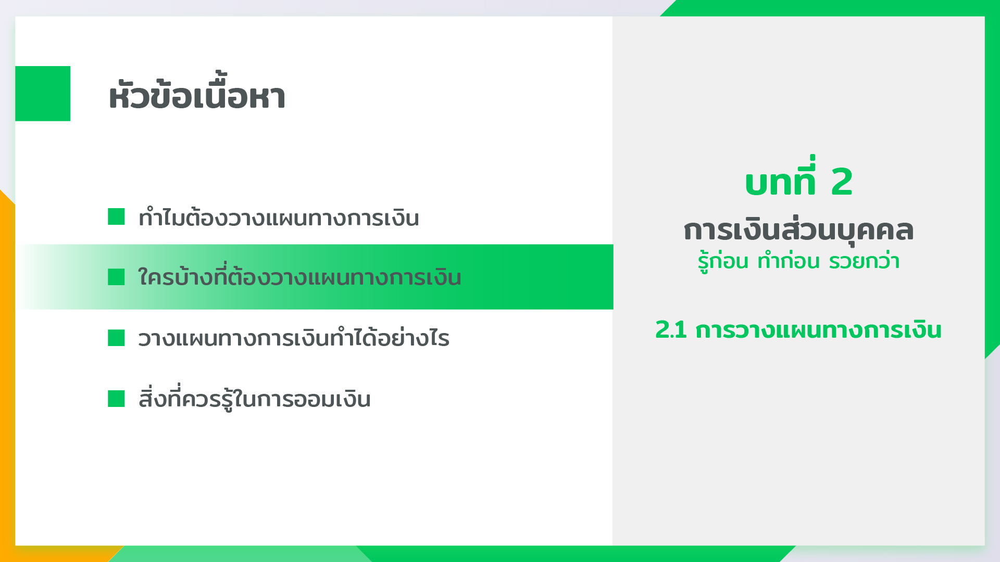 หัวข้อเนื้อหา
ทำไมต้องวางแผนทางการเงิน
ใครบ้างที่ต้องวางแผนทางการเงิน
วางแผนทางการเงินทำได้อย่างไร
สิ่งที่ควรรู้ในการออมเงิน
บทที่ 2
การเงินส่วนบุคคล
รู้ก่อน ทำก่อน รวยกว่า
2.1 การวางแผนทางการเงิน